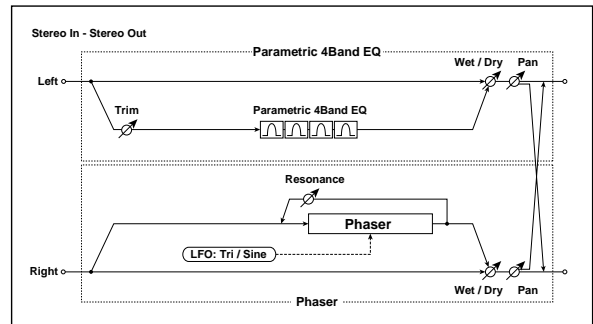 Stereo In - Stereo Out
Parametric 4Band EQ
Wet / Dry
Pan
Left
Trim
Parametric 4Band EQ
Resonance
Phaser
LFO: Tri / Sine
Right
Wet / Dry
Pan
Phaser